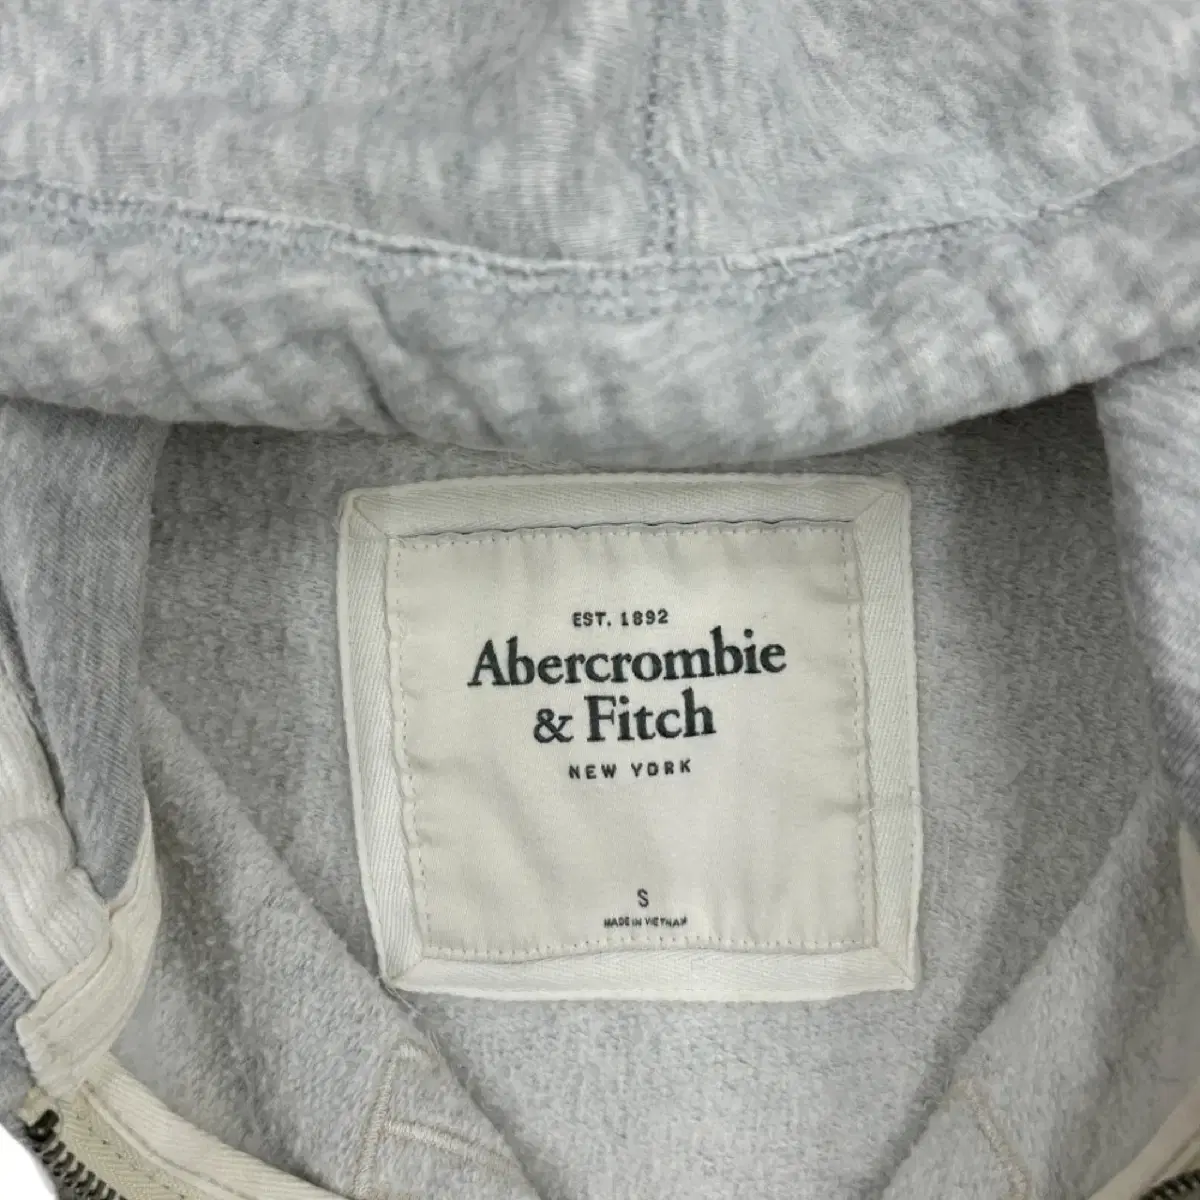 EST. 1892
Abercrombie
& Fitch
NEW YORK
S
MADE IN VIETNAM